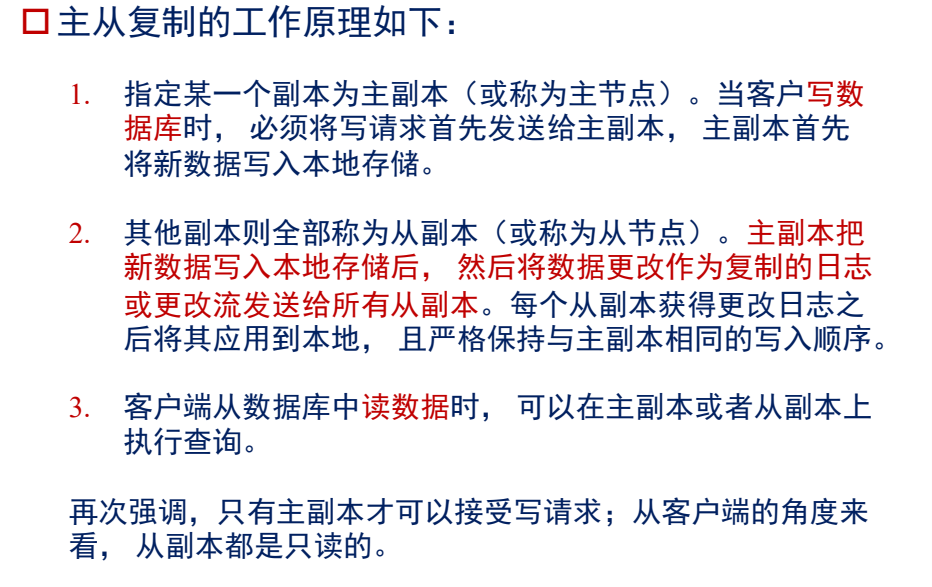 主从复制的工作原理如下：
1. 指定某一个副本为主副本（或称为主节点）。当客户写数
据库时， 必须将写请求首先发送给主副本， 主副本首先
将新数据写入本地存储。
2. 其他副本则全部称为从副本（或称为从节点）。主副本把
新数据写入本地存储后， 然后将数据更改作为复制的日志
或更改流发送给所有从副本。每个从副本获得更改日志之
后将其应用到本地， 且严格保持与主副本相同的写入顺序。
3. 客户端从数据库中读数据时， 可以在主副本或者从副本上
执行查询。
再次强调，只有主副本才可以接受写请求；从客户端的角度来
看， 从副本都是只读的。